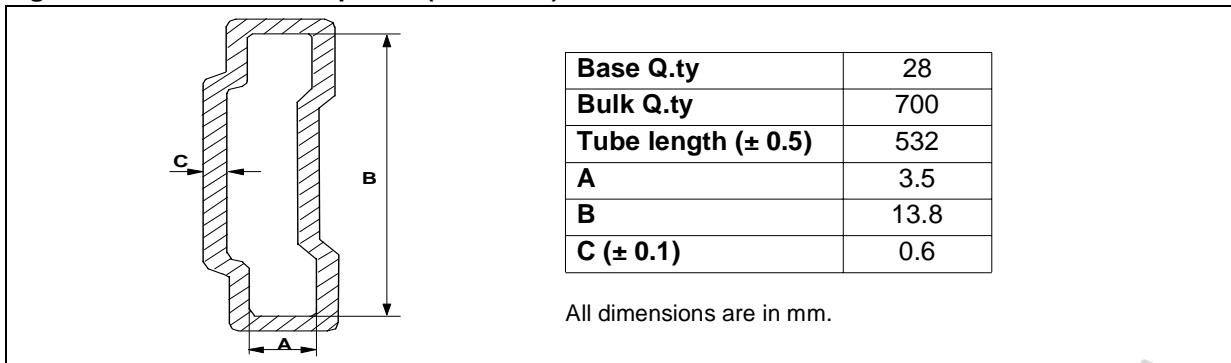 C
B
A
Base Q.ty 28
Bulk Q.ty 700
Tube length (± 0.5) 532
A 3.5
B 13.8
C (± 0.1) 0.6
All dimensions are in mm.